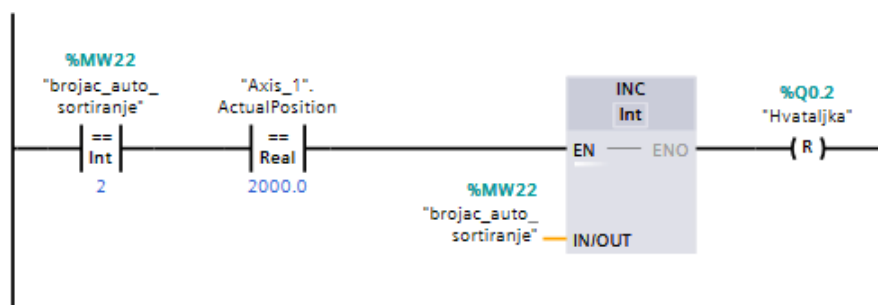 %MW22
"brojac_auto_
sortiranje"
==
Int
2
"Axis_1".
ActualPosition
==
Real
2000.0
INC
Int
EN
ENO
%MW22
"brojac_auto_
sortiranje"
IN/OUT
%Q0.2
"Hvataljka"
R